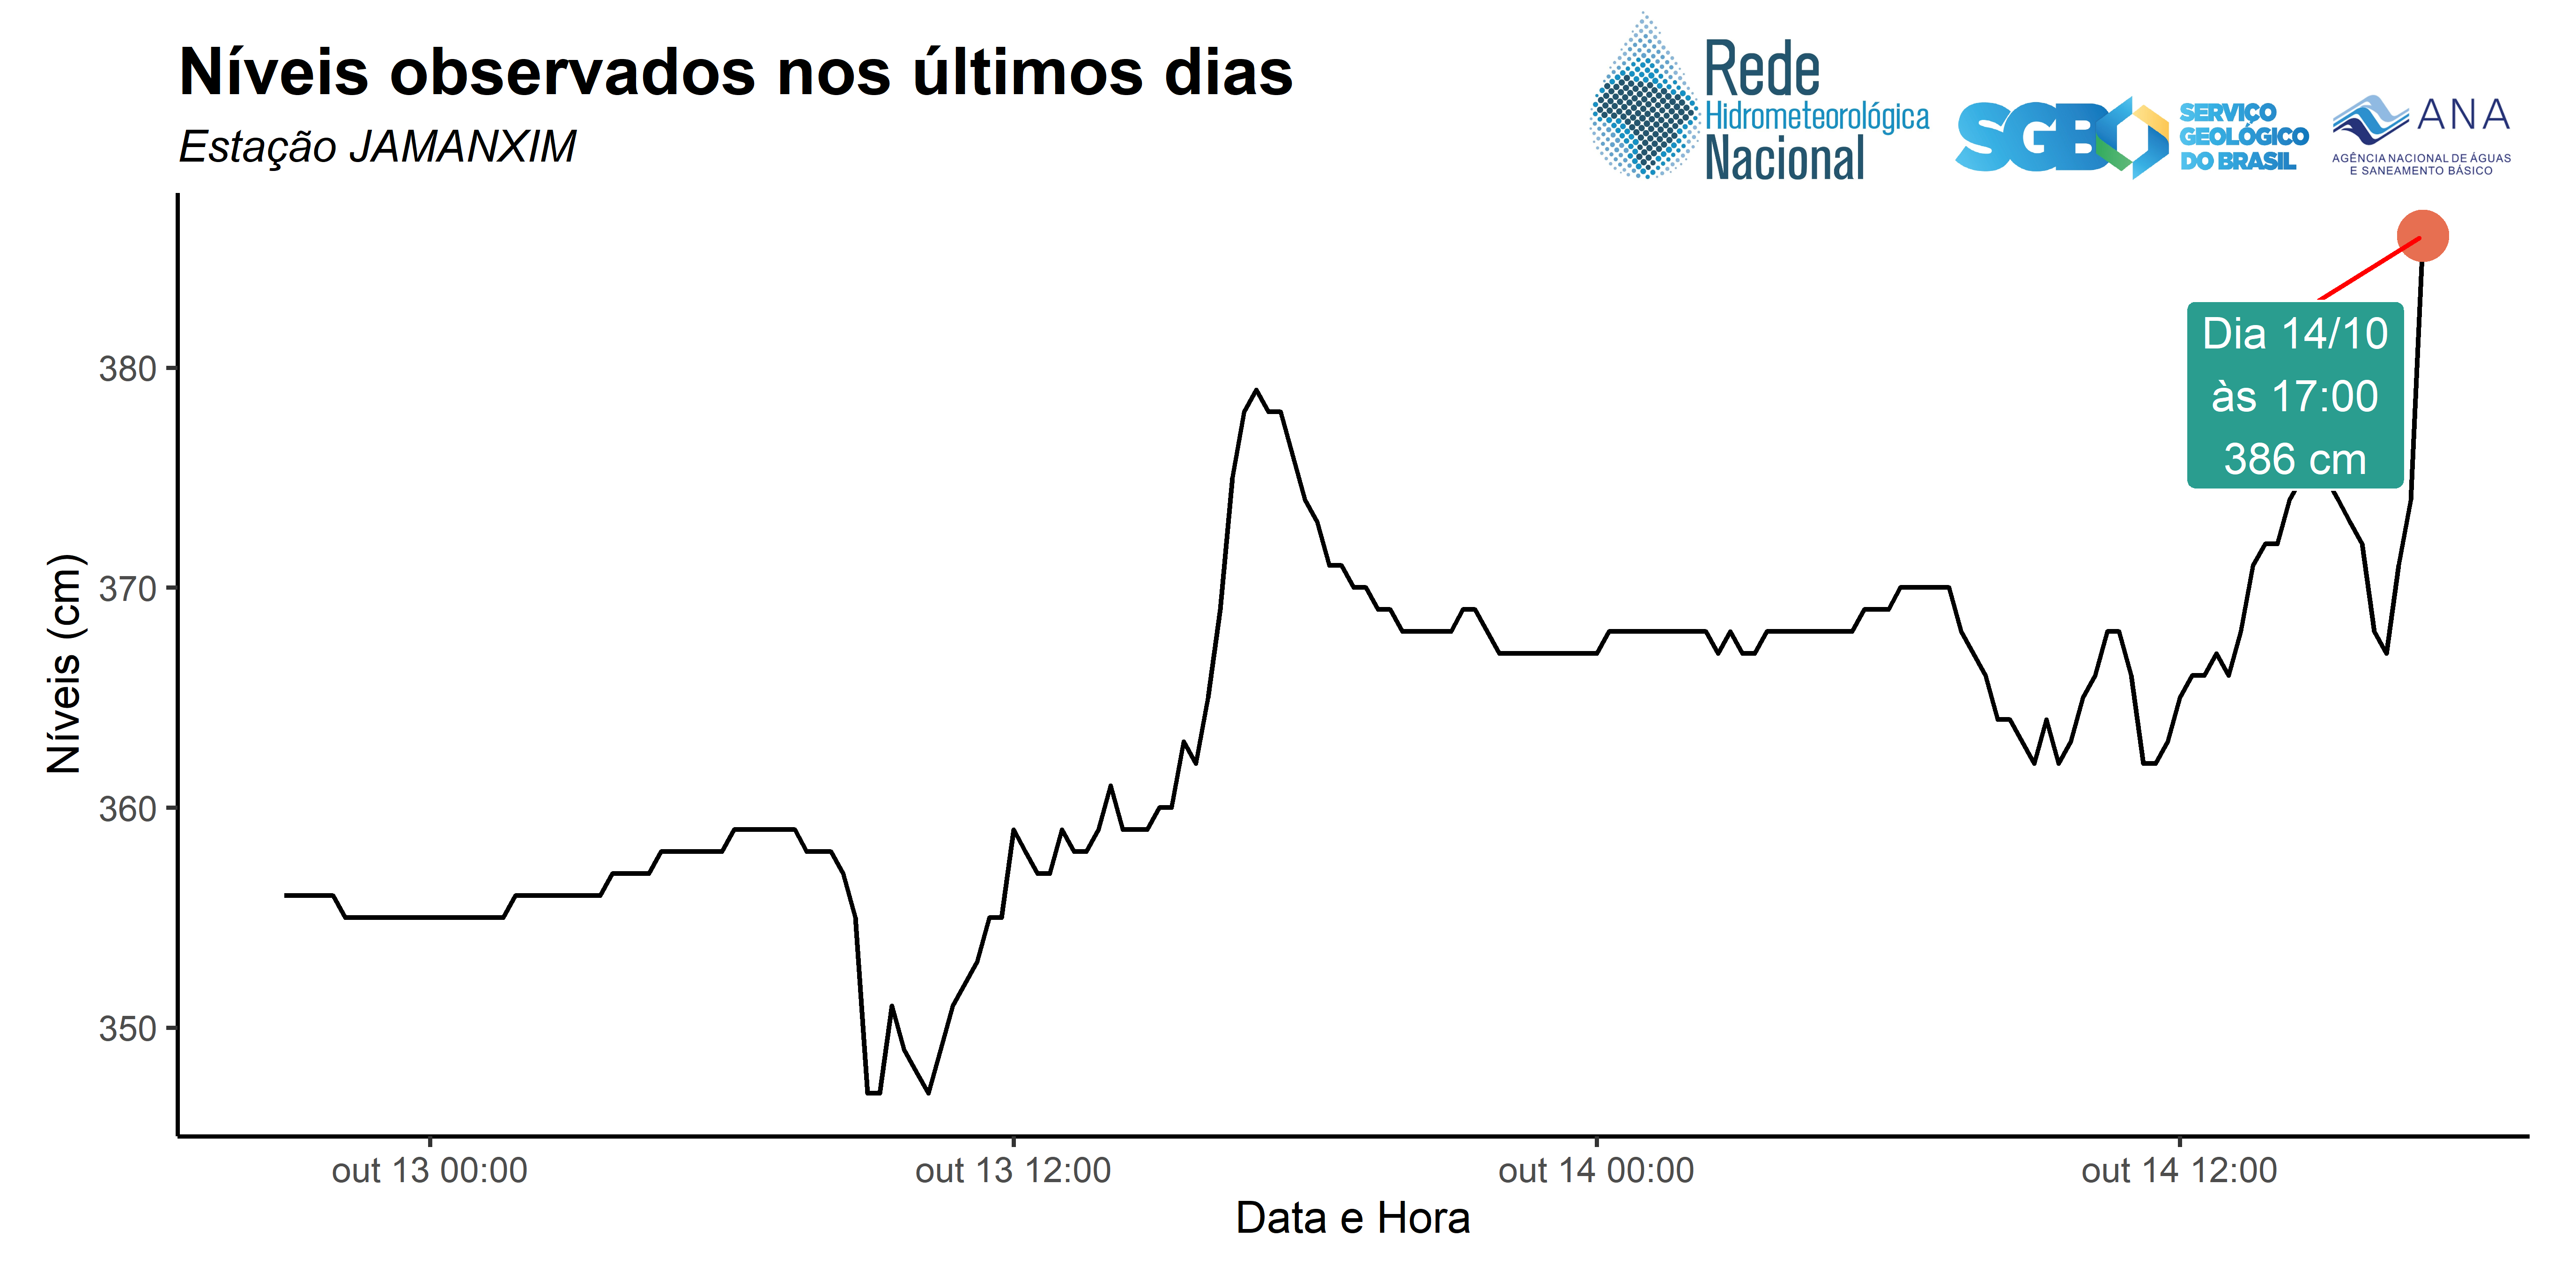 Níveis observados nos últimos dias
Estação JAMANXIM
Rede
Hidrometeorológica
Nacional
SGB
SERVIÇO
GEOLÓGICO
DO BRASIL
ANA
AGÊNCIA NACIONAL DE ÁGUAS
E SANEAMENTO BÁSICO
Dia 14/10
às 17:00
386 cm
380
370
360
350
Níveis (cm)
out 13 00:00
out 13 12:00
out 14 00:00
out 14 12:00
Data e Hora